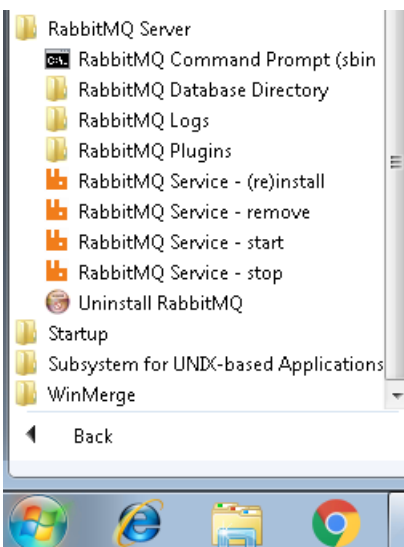 RabbitMQ Server
RabbitMQ Command Prompt (sbin
RabbitMQ Database Directory
RabbitMQ Logs
RabbitMQ Plugins
RabbitMQ Service - (re)install
RabbitMQ Service - remove
RabbitMQ Service - start
RabbitMQ Service - stop
Uninstall RabbitMQ
Startup
Subsystem for UNIX-based Applications
WinMerge
Back